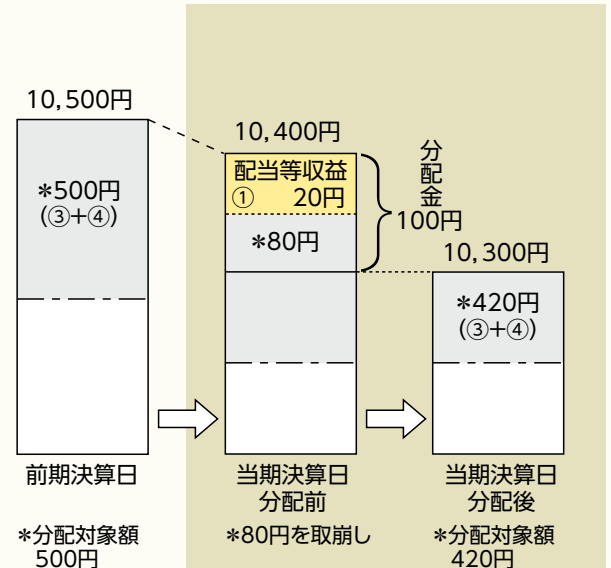 10,500円
＊500円
(③+④)
前期決算日
＊分配対象額
500円
10,400円
配当等収益
① 20円
＊80円
分配金
100円
当期決算日
分配前
＊80円を取崩し
10,300円
＊420円
(③+④)
当期決算日
分配後
＊分配対象額
420円